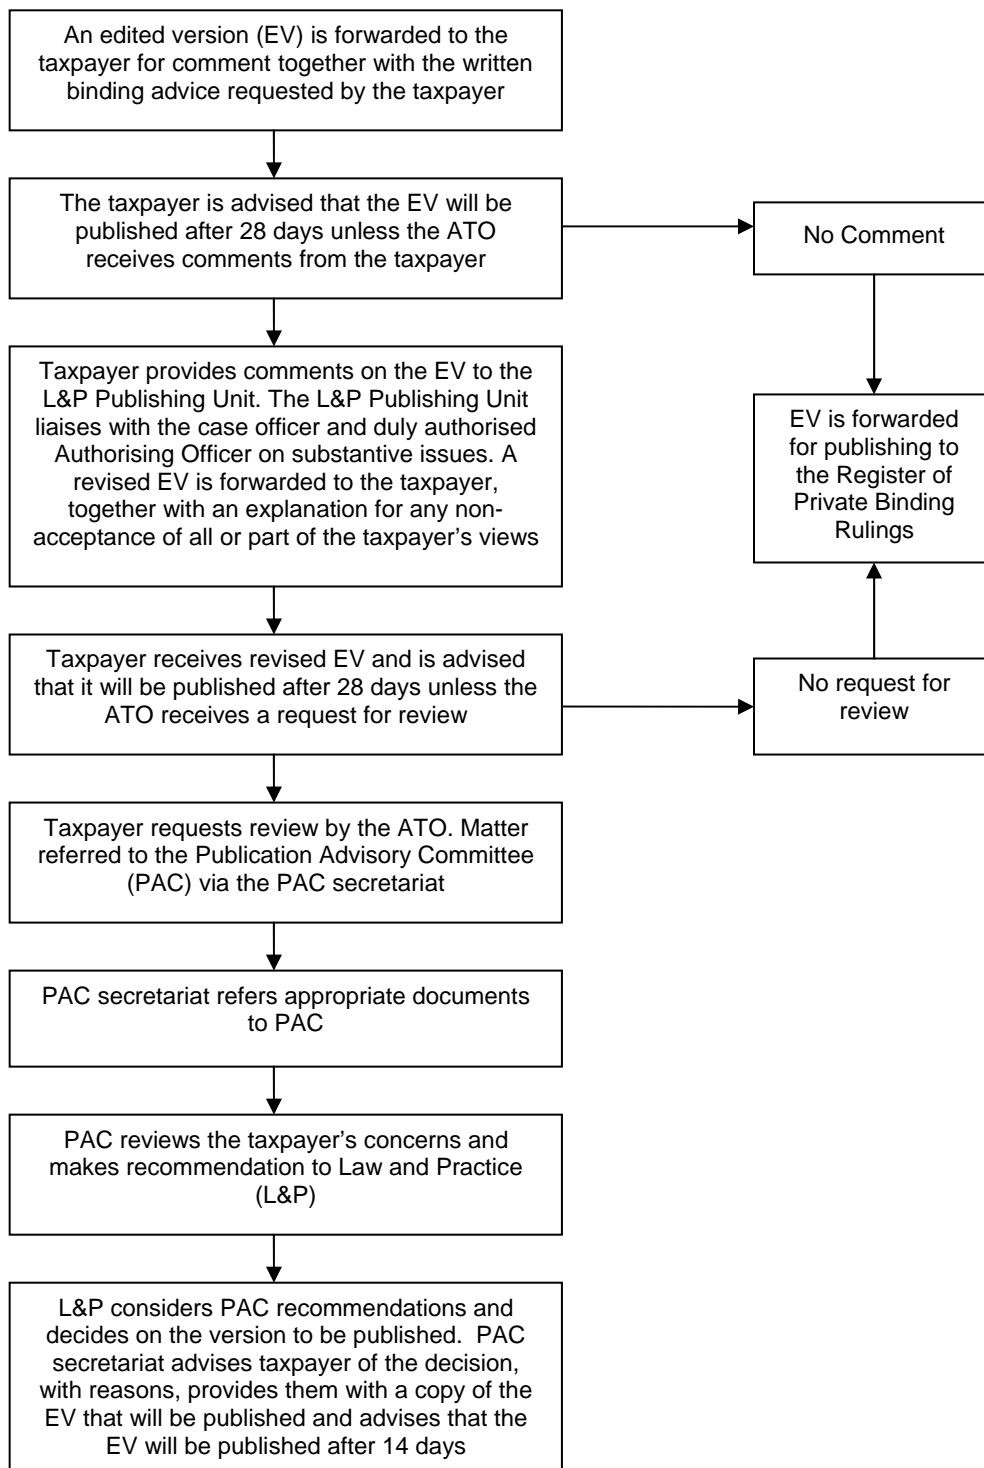 An edited version (EV) is forwarded to the
taxpayer for comment together with the written
binding advice requested by the taxpayer
The taxpayer is advised that the EV will be
published after 28 days unless the ATO
receives comments from the taxpayer
No Comment
Taxpayer provides comments on the EV to the
L&P Publishing Unit. The L&P Publishing Unit
liaises with the case officer and duly authorised
Authorising Officer on substantive issues. A
revised EV is forwarded to the taxpayer,
together with an explanation for any non-
acceptance of all or part of the taxpayer's views
EV is forwarded
for publishing to
the Register of
Private Binding
Rulings
Taxpayer receives revised EV and is advised
that it will be published after 28 days unless the
ATO receives a request for review
No request for
review
Taxpayer requests review by the ATO. Matter
referred to the Publication Advisory Committee
(PAC) via the PAC secretariat
PAC secretariat refers appropriate documents
to PAC
PAC reviews the taxpayer's concerns and
makes recommendation to Law and Practice
(L&P)
L&P considers PAC recommendations and
decides on the version to be published.  PAC
secretariat advises taxpayer of the decision,
with reasons, provides them with a copy of the
EV that will be published and advises that the
EV will be published after 14 days